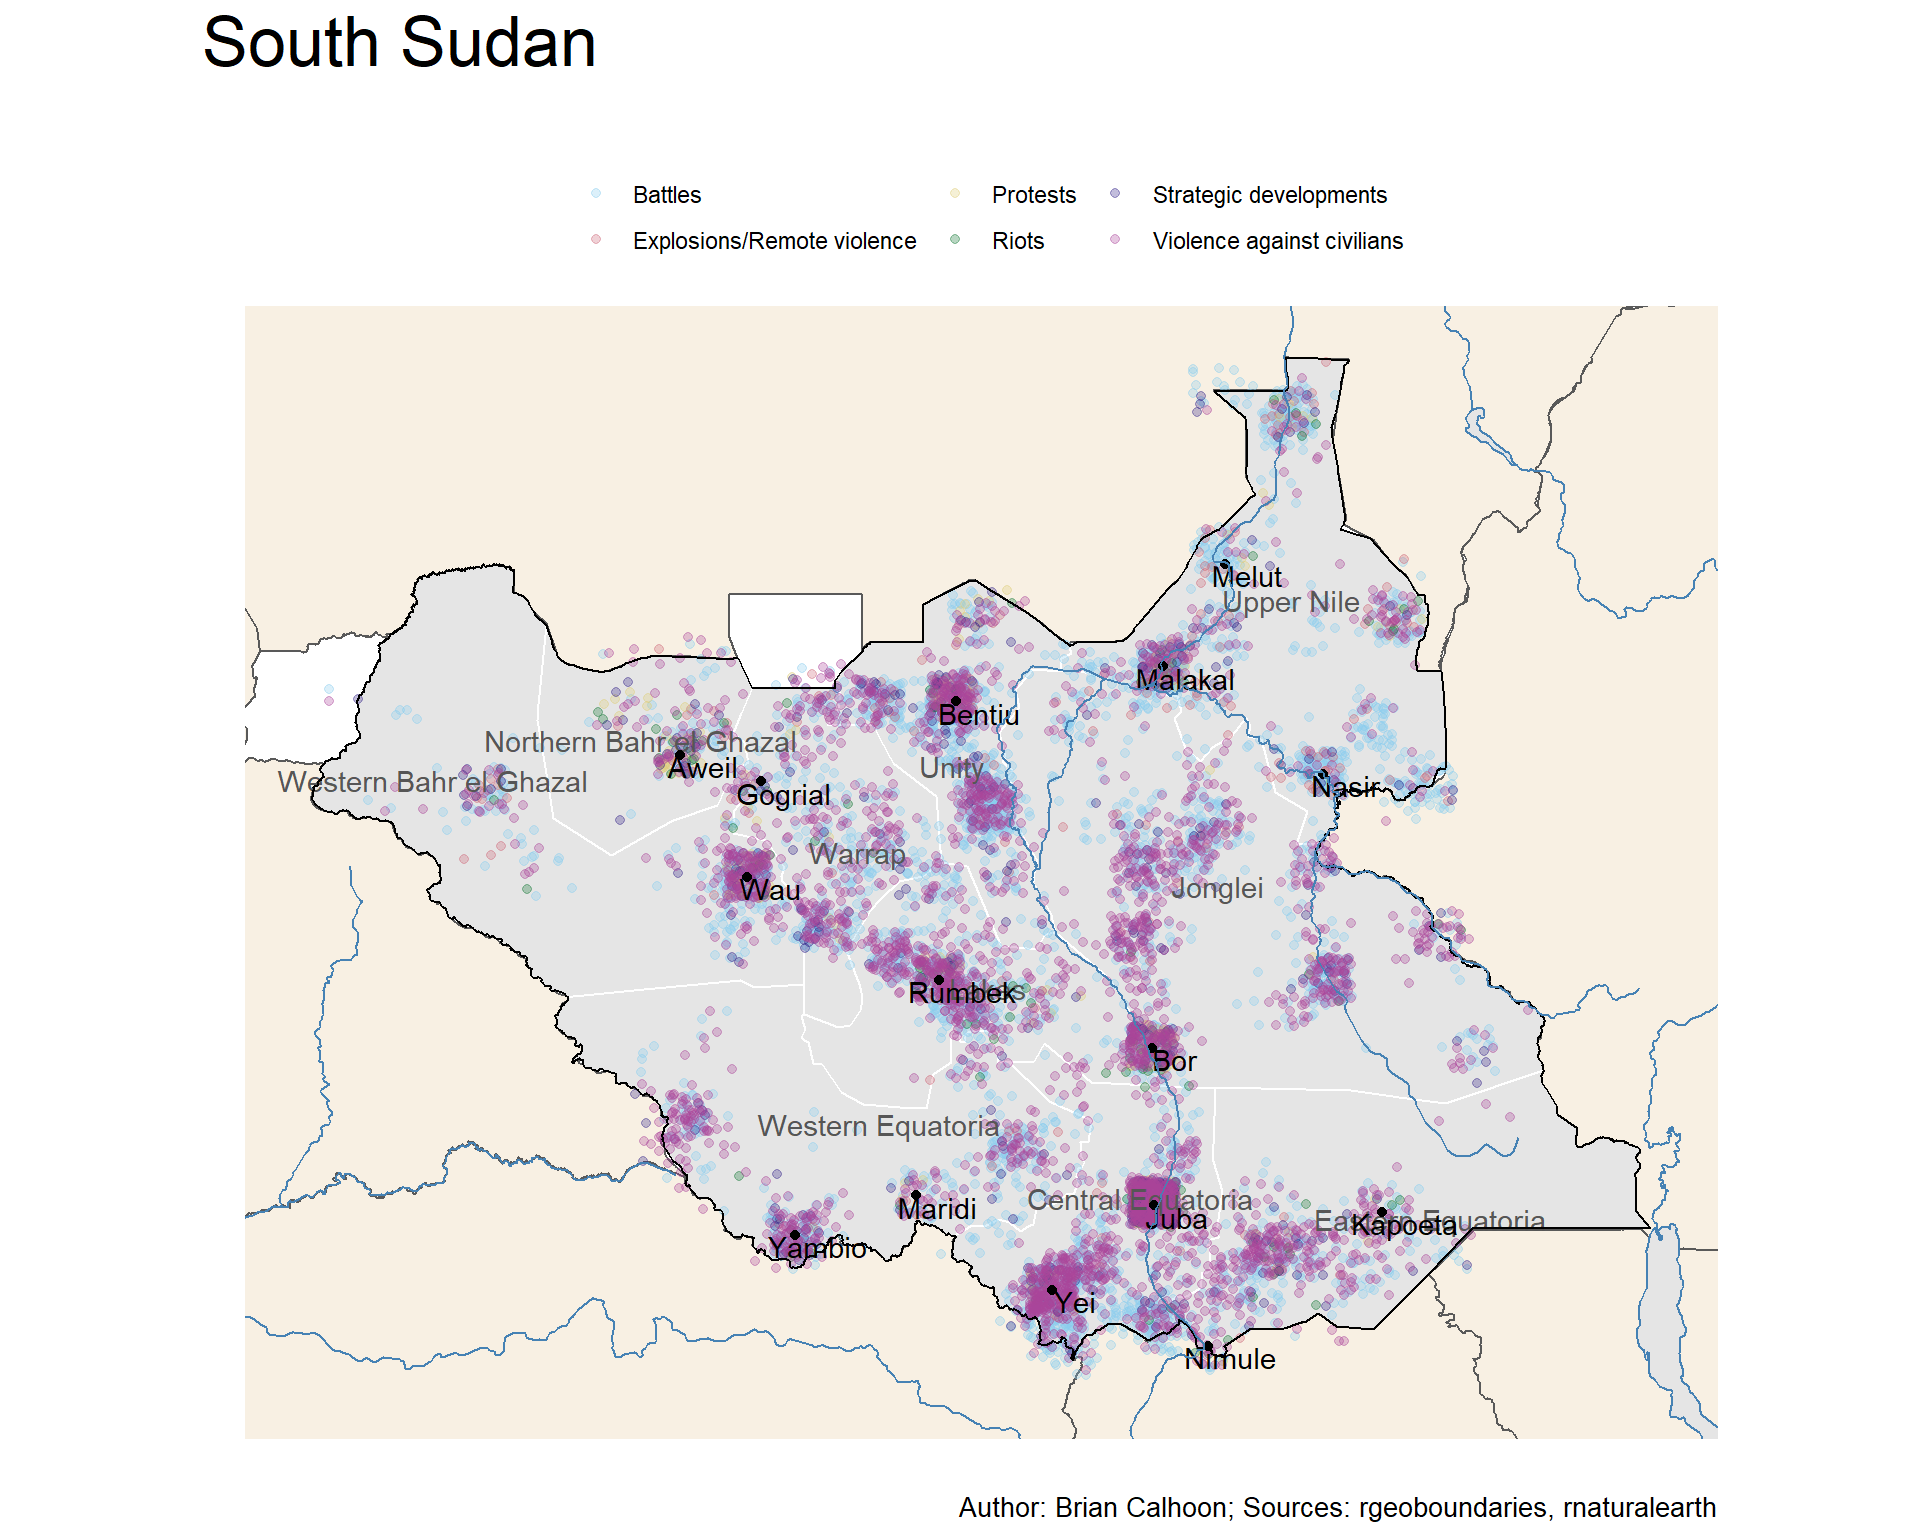 South Sudan
Battles
Protests
Strategic developments
Explosions/Remote violence
Riots
Violence against civilians
Melut
Upper Nile
Malakal
Bentiu
Northern Bahr el Ghazal
Aweil
Unity
Western Bahr el Ghazal
Gogrial
Nasir
Warrap
Wau
Jonglei
Rumbek
Bor
Western Equatoria
Central Equatoria
Maridi
Juba
Eastern Equatoria
Kapoeta
Yambio
Yei
Nimule
Author: Brian Calhoon; Sources: rgeoboundaries, rnaturalearth